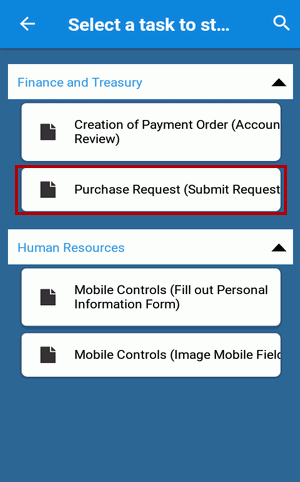 Select a task to st...
Finance and Treasury
Creation of Payment Order (Accoun
Review)
Purchase Request (Submit Request
Human Resources
Mobile Controls (Fill out Personal
Information Form)
Mobile Controls (Image Mobile Field